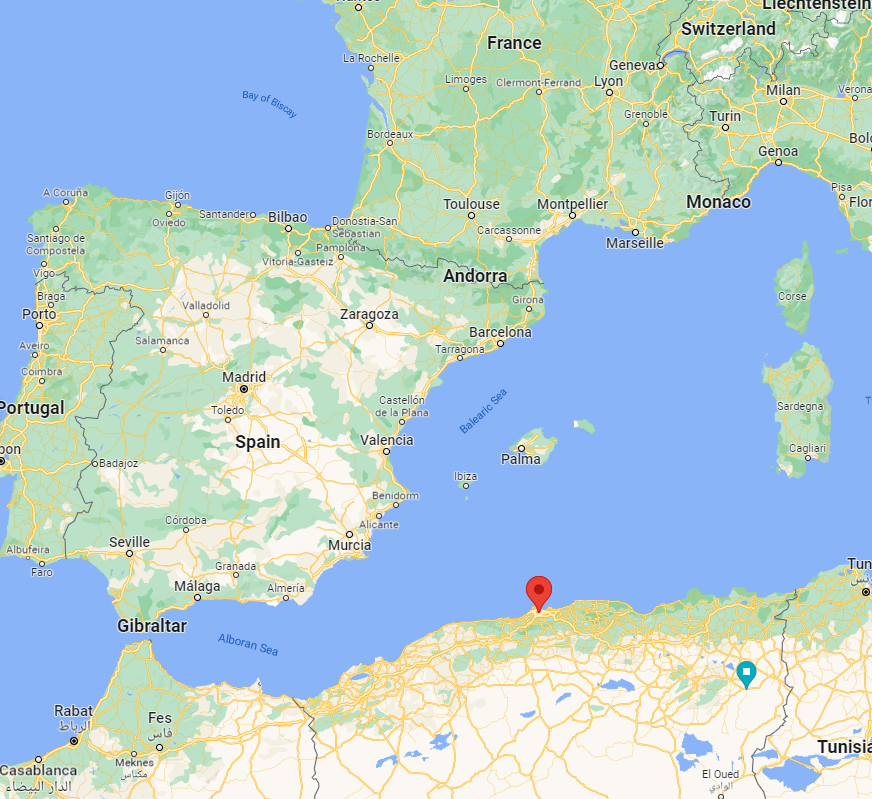 Liechtenstein
Switzerland
France
La Rochelle
Geneva
Limoges
Clermont-Ferrand
Lyon
Milan
Verona
Bay of Biscay
Grenoble
Turin
Bordeaux
Genoa
Bolo
A Coruña
Gijón
Pisa
Toulouse
Montpellier
Monaco
Flor
Oviedo
Santander
Bilbao
Donostia-San
Sebastian
Carcassonne
Santiago de
Compostela
Marseille
Pamplona
Vitoria-Gasteiz
Vigo
Andorra
Braga
Corse
Girona
Valladolid
Porto
Zaragoza
Barcelona
Salamanca
Aveiro
Tarragona
Coimbra
Madrid
Castellón
de la Plana
Balearic Sea
Portugal
Toledo
Sardegna
Spain
Valencia
bon
Badajoz
Palma
Cagliari
Ibiza
Benidorm
Córdoba
Alicante
Seville
Murcia
Albufeira
Faro
Granada
Tun
نس
Málaga
Almería
Gibraltar
Alboran Sea
Rabat
الرباط
Fes
فاس
Tunisia
Meknes
مكناس
Casablanca
الدار البيضاء
El Oued
الوادي